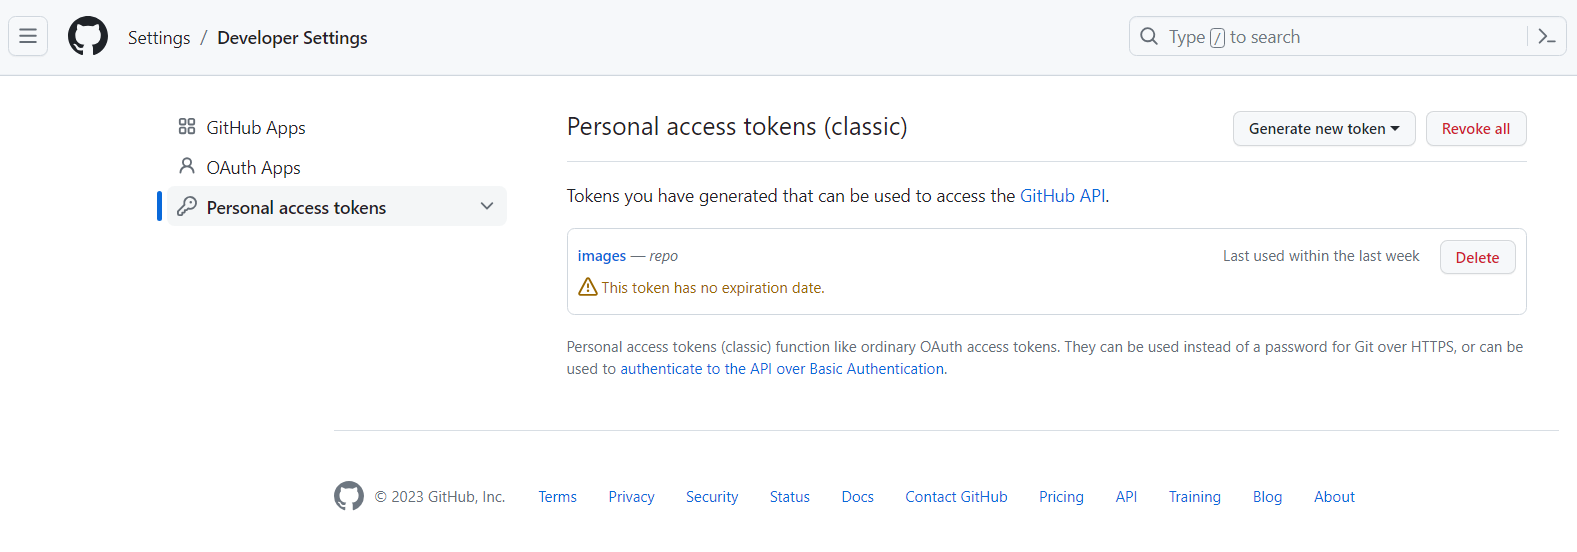 Settings / Developer Settings
Type / to search
GitHub Apps
OAuth Apps
Personal access tokens
Personal access tokens (classic)
Generate new token
Revoke all
Tokens you have generated that can be used to access the GitHub API.
images — repo
Last used within the last week
Delete
This token has no expiration date.
Personal access tokens (classic) function like ordinary OAuth access tokens. They can be used instead of a password for Git over HTTPS, or can be
used to authenticate to the API over Basic Authentication.
© 2023 GitHub, Inc. Terms Privacy Security Status Docs Contact GitHub Pricing API Training Blog About